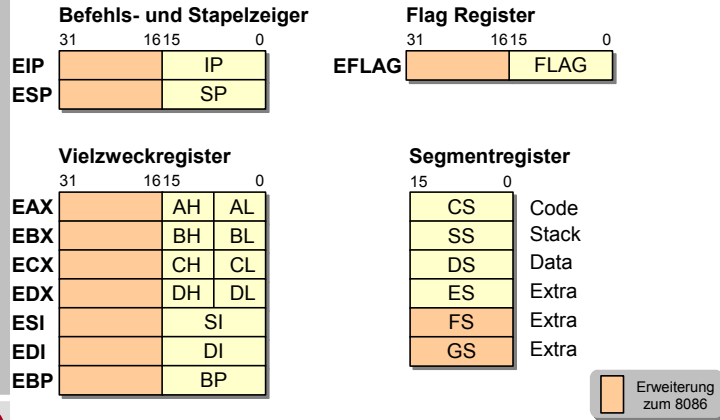 Befehls- und Stapelzeiger
31 16 15 0
EIP IP
ESP SP
Flag Register
31 16 15 0
EFLAG FLAG
Vielzweckregister
31 16 15 0
EAX AH AL
EBX BH BL
ECX CH CL
EDX DH DL
ESI SI
EDI DI
EBP BP
Segmentregister
15 0
CS Code
SS Stack
DS Data
ES Extra
FS Extra
GS Extra
Erweiterung
zum 8086